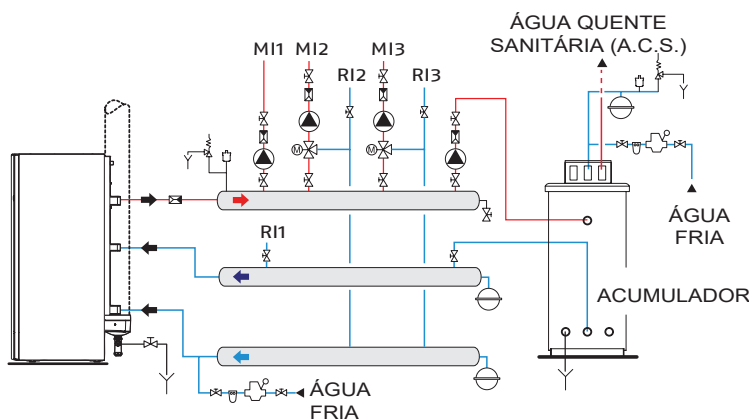 ÁGUA QUENTE
SANITÁRIA (A.C.S.)
MI1
MI2
MI3
RI2
RI3
M
M
ÁGUA
FRIA
RI1
ACUMULADOR
ÁGUA
FRIA